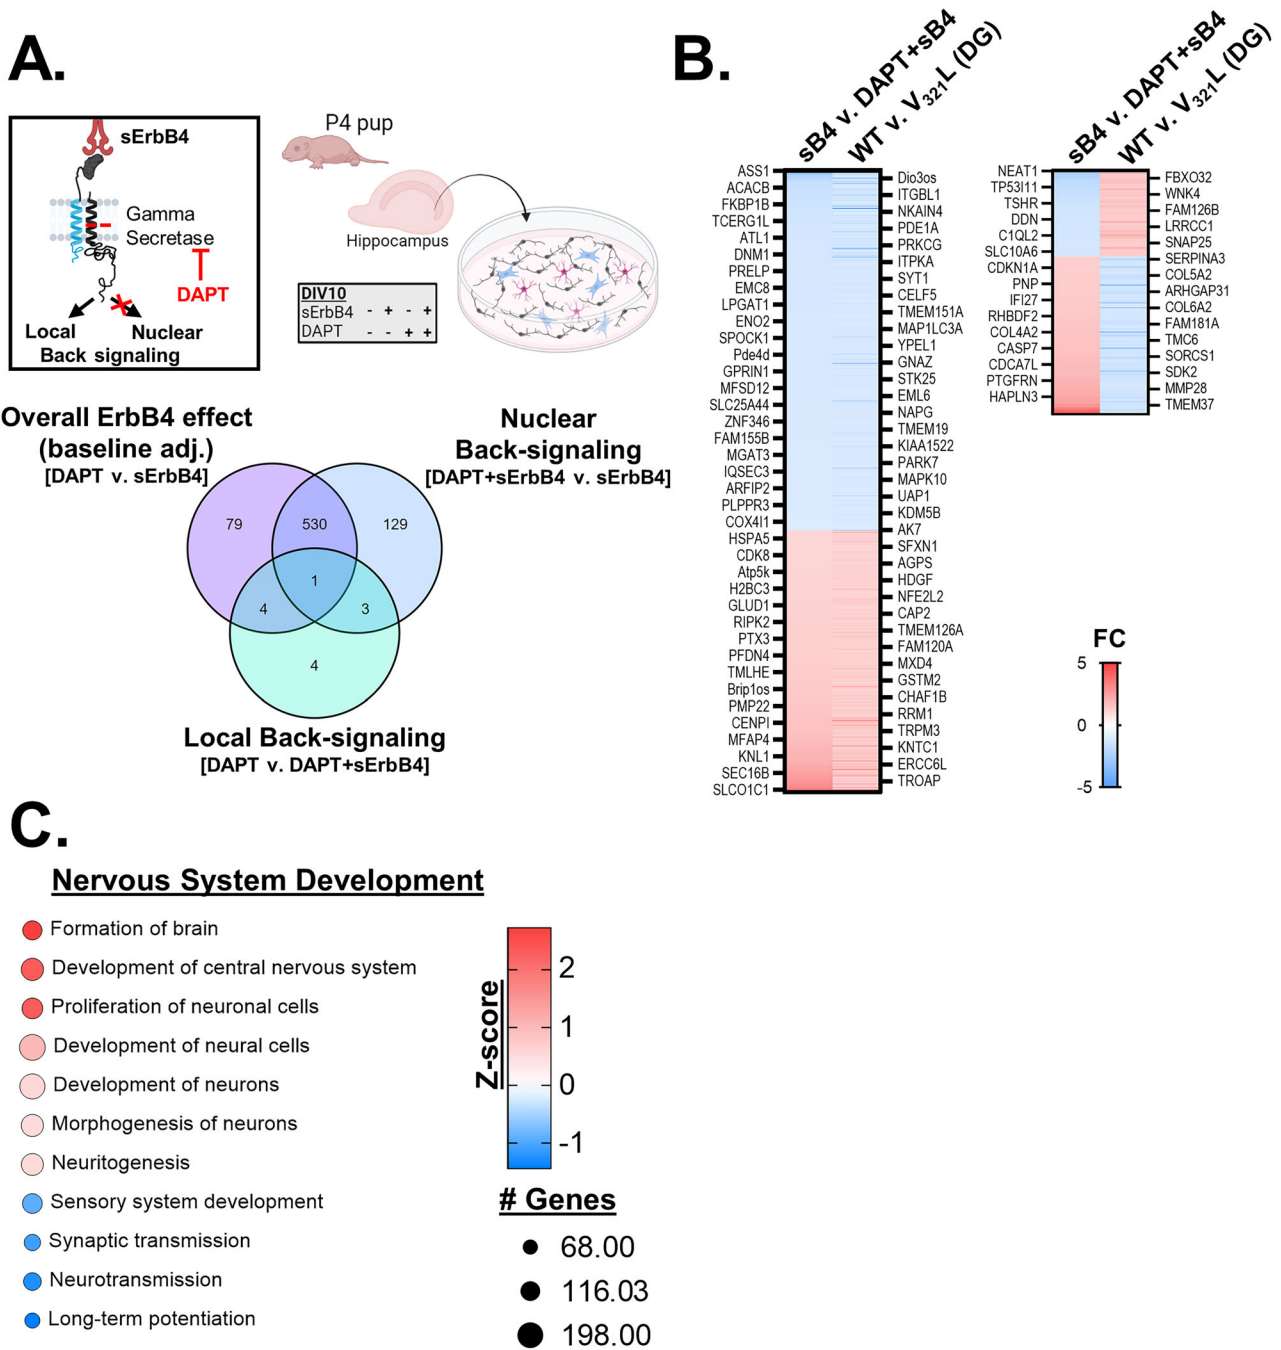 A.
sErbB4
Gamma
Secretase
DAPT
Local
Nuclear
Back signaling
P4 pup
Hippocampus
DIV10
sErbB4 - + - +
DAPT - - + +
Overall ErbB4 effect
(baseline adj.)
[DAPT v. sErbB4]
Nuclear
Back-signaling
[DAPT+sErbB4 v. sErbB4]
79
530
129
1
4
3
4
Local Back-signaling
[DAPT v. DAPT+sErbB4]
B.
sB4 v. DAPT+sB4
WT v. V321L (DG)
ASS1
ACACB
FKBP1B
TCERG1L
ATL1
DNM1
PRELP
EMC8
LPGAT1
ENO2
SPOCK1
Pde4d
GPRIN1
MFSD12
SLC25A44
ZNF346
FAM155B
MGAT3
IQSEC3
ARFIP2
PLPPR3
COX4I1
HSPA5
CDK8
Atp5k
H2BC3
GLUD1
RIPK2
PTX3
PFDN4
TMLHE
Brip1os
PMP22
CENPI
MFAP4
KNL1
SEC16B
SLCO1C1
Dio3os
ITGBL1
NKAIN4
PDE1A
PRKCG
ITPKA
SYT1
CELF5
TMEM151A
MAP1LC3A
YPEL1
GNAZ
STK25
EML6
NAPG
TMEM19
KIAA1522
PARK7
MAPK10
UAP1
KDM5B
AK7
SFXN1
AGPS
HDGF
NFE2L2
CAP2
TMEM126A
FAM120A
MXD4
GSTM2
CHAF1B
RRM1
TRPM3
KNTC1
ERCC6L
TROAP
sB4 v. DAPT+sB4
WT v. V321L (DG)
NEAT1
TP53I11
TSHR
DDN
C1QL2
SLC10A6
CDKN1A
PNP
IFI27
RHBDF2
COL4A2
CASP7
CDCA7L
PTGFRN
HAPLN3
FBXO32
WNK4
FAM126B
LRRCC1
SNAP25
SERPINA3
COL5A2
ARHGAP31
COL6A2
FAM181A
TMC6
SORCS1
SDK2
MMP28
TMEM37
FC
5
0
-5
C.
Nervous System Development
Formation of brain
Development of central nervous system
Proliferation of neuronal cells
Development of neural cells
Development of neurons
Morphogenesis of neurons
Neuritogenesis
Sensory system development
Synaptic transmission
Neurotransmission
Long-term potentiation
Z-score
2
1
0
-1
# Genes
68.00
116.03
198.00